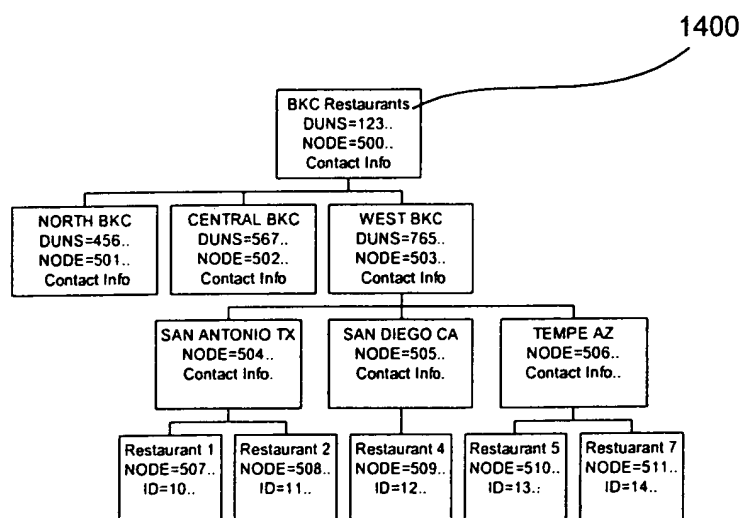 1400
BKC Restaurants
DUNS=123..
NODE=500..
Contact Info
NORTH BKC
DUNS=456..
NODE=501..
Contact Info
CENTRAL BKC
DUNS=567..
NODE=502..
Contact Info
WEST BKC
DUNS=765..
NODE=503..
Contact Info
SAN ANTONIO TX
NODE=504..
Contact Info.
SAN DIEGO CA
NODE=505..
Contact Info.
TEMPE AZ
NODE=506..
Contact Info..
Restaurant 1
NODE=507..
ID=10..
Restaurant 2
NODE=508..
ID=11..
Restaurant 4
NODE=509..
ID=12..
Restaurant 5
NODE=510..
ID=13..
Restuarant 7
NODE=511..
ID=14..